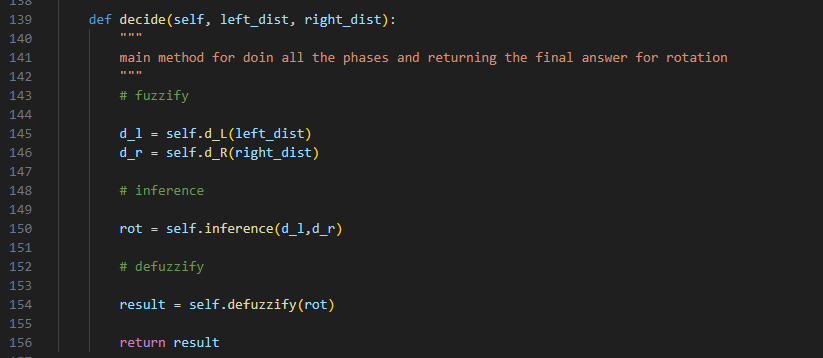 139 def decide(self, left_dist, right_dist):
140 """
141 main method for doin all the phases and returning the final answer for rotation
142 """
143 # fuzzify
144
145 d_l = self.d_L(left_dist)
146 d_r = self.d_R(right_dist)
147
148 # inference
149
150 rot = self.inference(d_l,d_r)
151
152 # defuzzify
153
154 result = self.defuzzify(rot)
155
156 return result